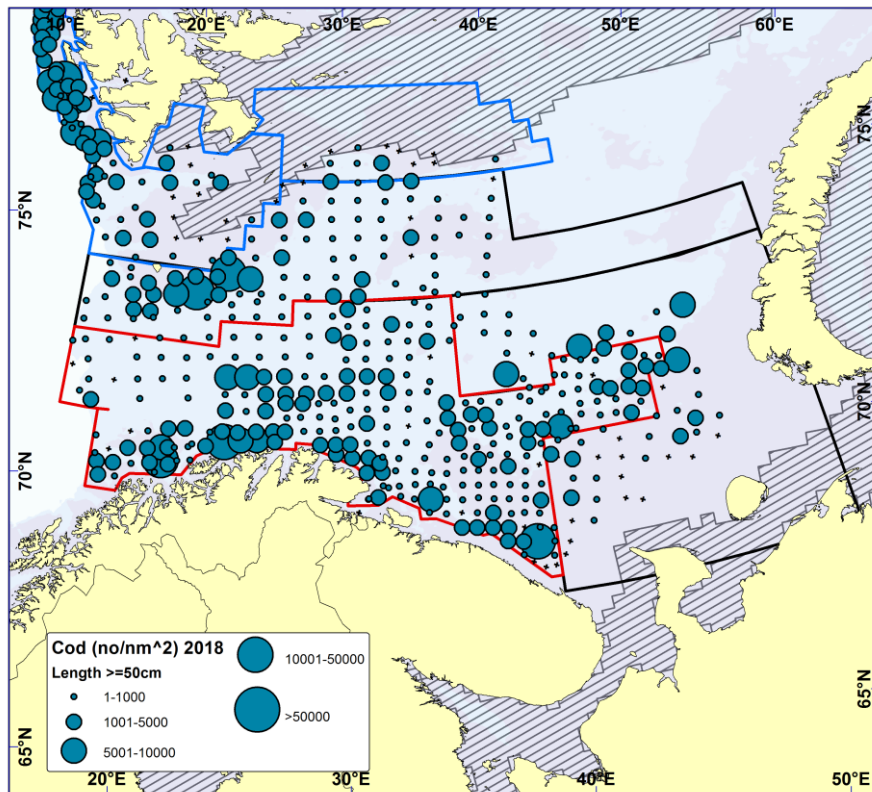 10°E 20°E 30°E 40°E 50°E 60°E
75°N
75°N
70°N
70°N
65°N
65°N
Cod (no/nm^2) 2018
Length >=50cm
1-1000
1001-5000
5001-10000
10001-50000
>50000
20°E 30°E 40°E 50°E